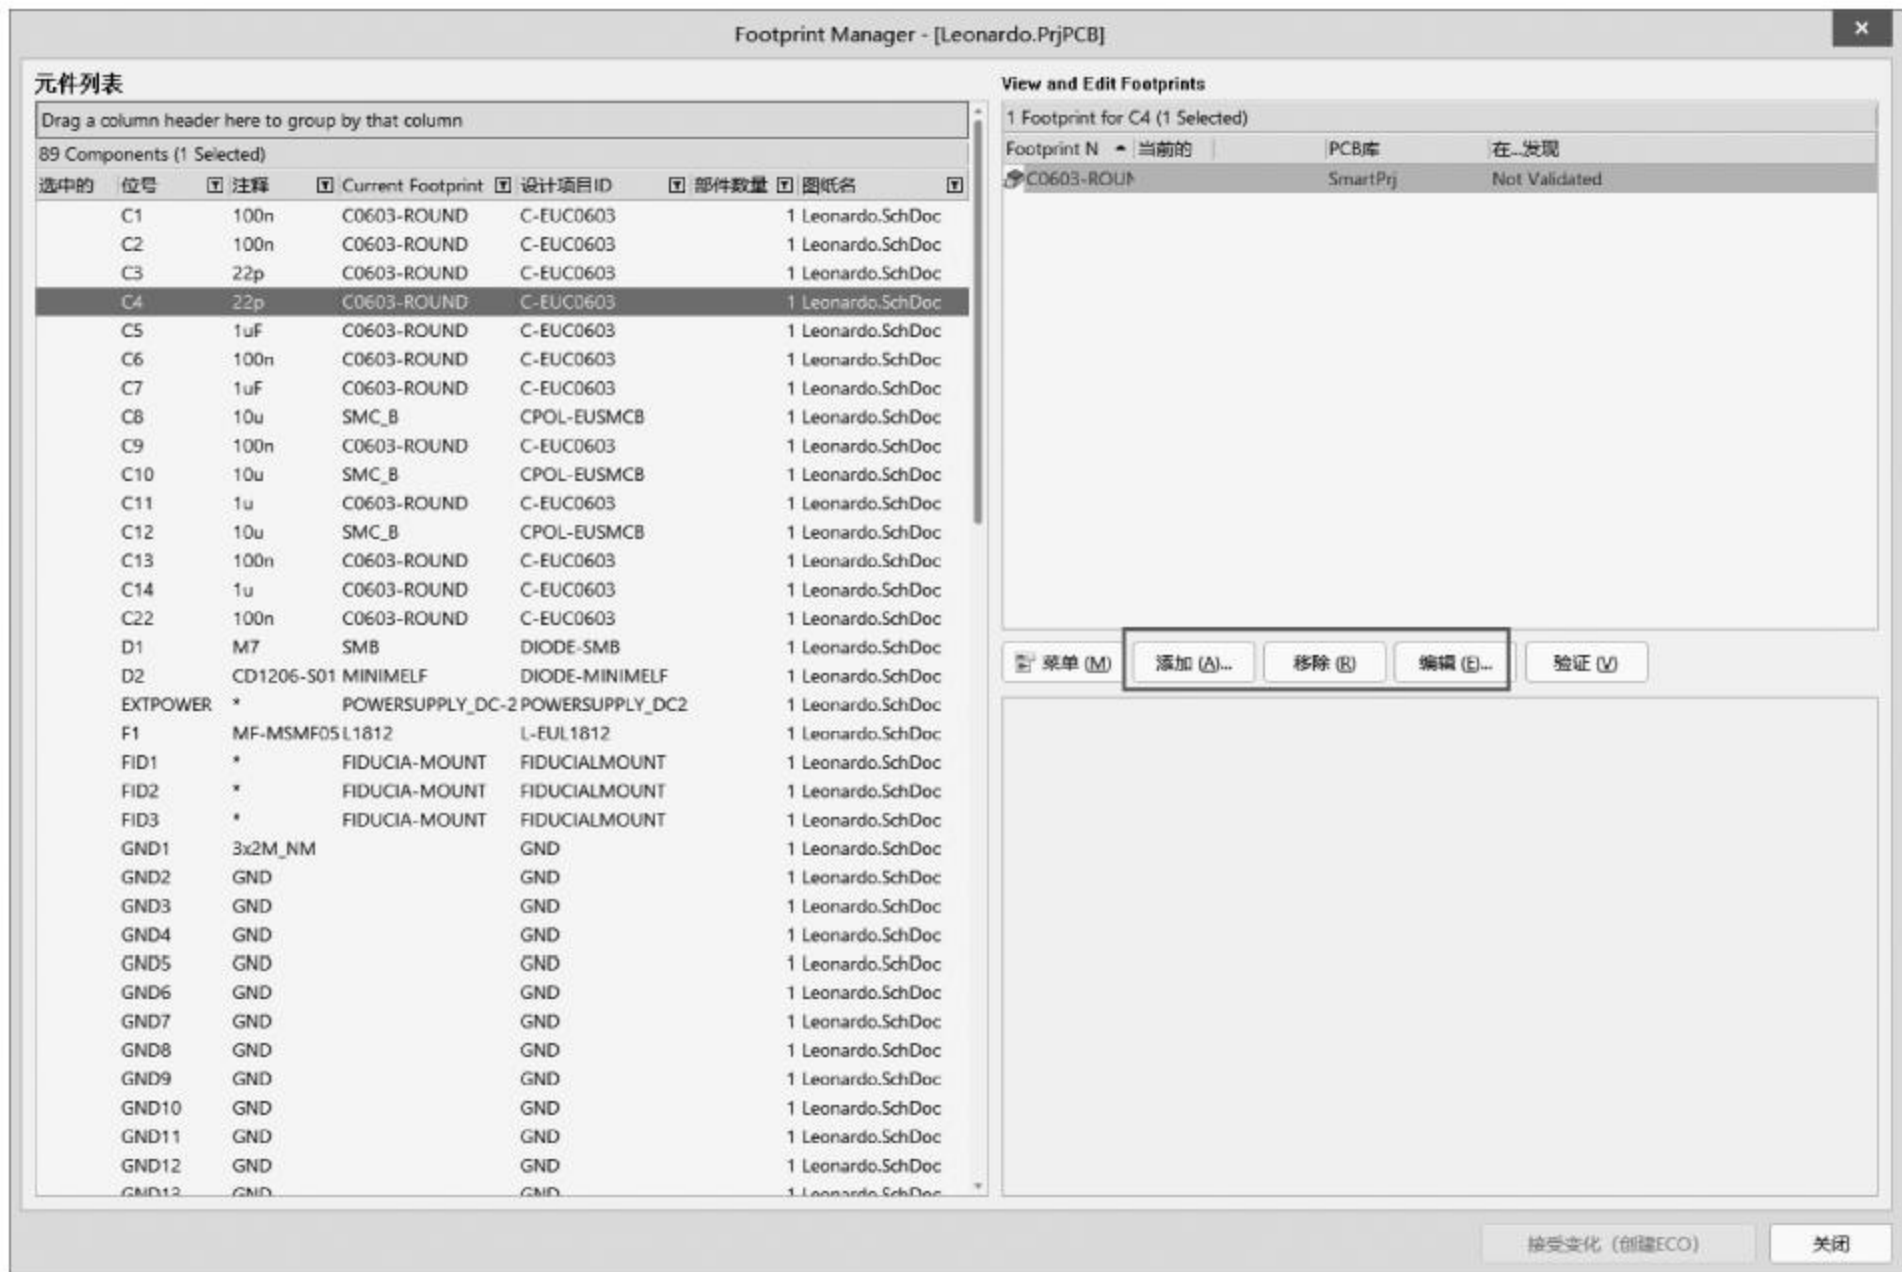 Footprint Manager - [Leonardo.PrjPCB]
元件列表
Drag a column header here to group by that column
89 Components (1 Selected)
选中的 位号 注释 Current Footprint 设计项目ID 部件数量 图纸名
C1 100n C0603-ROUND C-EUC0603 1 Leonardo.SchDoc
C2 100n C0603-ROUND C-EUC0603 1 Leonardo.SchDoc
C3 22p C0603-ROUND C-EUC0603 1 Leonardo.SchDoc
C4 22p C0603-ROUND C-EUC0603 1 Leonardo.SchDoc
C5 1uF C0603-ROUND C-EUC0603 1 Leonardo.SchDoc
C6 100n C0603-ROUND C-EUC0603 1 Leonardo.SchDoc
C7 1uF C0603-ROUND C-EUC0603 1 Leonardo.SchDoc
C8 10u SMC_B CPOL-EUSMCB 1 Leonardo.SchDoc
C9 100n C0603-ROUND C-EUC0603 1 Leonardo.SchDoc
C10 10u SMC_B CPOL-EUSMCB 1 Leonardo.SchDoc
C11 1u C0603-ROUND C-EUC0603 1 Leonardo.SchDoc
C12 10u SMC_B CPOL-EUSMCB 1 Leonardo.SchDoc
C13 100n C0603-ROUND C-EUC0603 1 Leonardo.SchDoc
C14 1u C0603-ROUND C-EUC0603 1 Leonardo.SchDoc
C22 100n C0603-ROUND C-EUC0603 1 Leonardo.SchDoc
D1 M7 SMB DIODE-SMB 1 Leonardo.SchDoc
D2 CD1206-S01 MINIMELF DIODE-MINIMELF 1 Leonardo.SchDoc
EXTPOWER * POWERSUPPLY_DC-2 POWERSUPPLY_DC2 1 Leonardo.SchDoc
F1 MF-MSMF05 L1812 L-EUL1812 1 Leonardo.SchDoc
FID1 * FIDUCIA-MOUNT FIDUCIALMOUNT 1 Leonardo.SchDoc
FID2 * FIDUCIA-MOUNT FIDUCIALMOUNT 1 Leonardo.SchDoc
FID3 * FIDUCIA-MOUNT FIDUCIALMOUNT 1 Leonardo.SchDoc
GND1 3x2M_NM GND 1 Leonardo.SchDoc
GND2 GND GND 1 Leonardo.SchDoc
GND3 GND GND 1 Leonardo.SchDoc
GND4 GND GND 1 Leonardo.SchDoc
GND5 GND GND 1 Leonardo.SchDoc
GND6 GND GND 1 Leonardo.SchDoc
GND7 GND GND 1 Leonardo.SchDoc
GND8 GND GND 1 Leonardo.SchDoc
GND9 GND GND 1 Leonardo.SchDoc
GND10 GND GND 1 Leonardo.SchDoc
GND11 GND GND 1 Leonardo.SchDoc
GND12 GND GND 1 Leonardo.SchDoc
GND13 GND GND 1 Leonardo.SchDoc
View and Edit Footprints
1 Footprint for C4 (1 Selected)
Footprint N 当前的 PCB库 在...发现
C0603-ROUN SmartPrj Not Validated
菜单 (M) 添加 (A)... 移除 (R) 编辑 (E)... 验证 (V)
接受变化 (创建ECO) 关闭